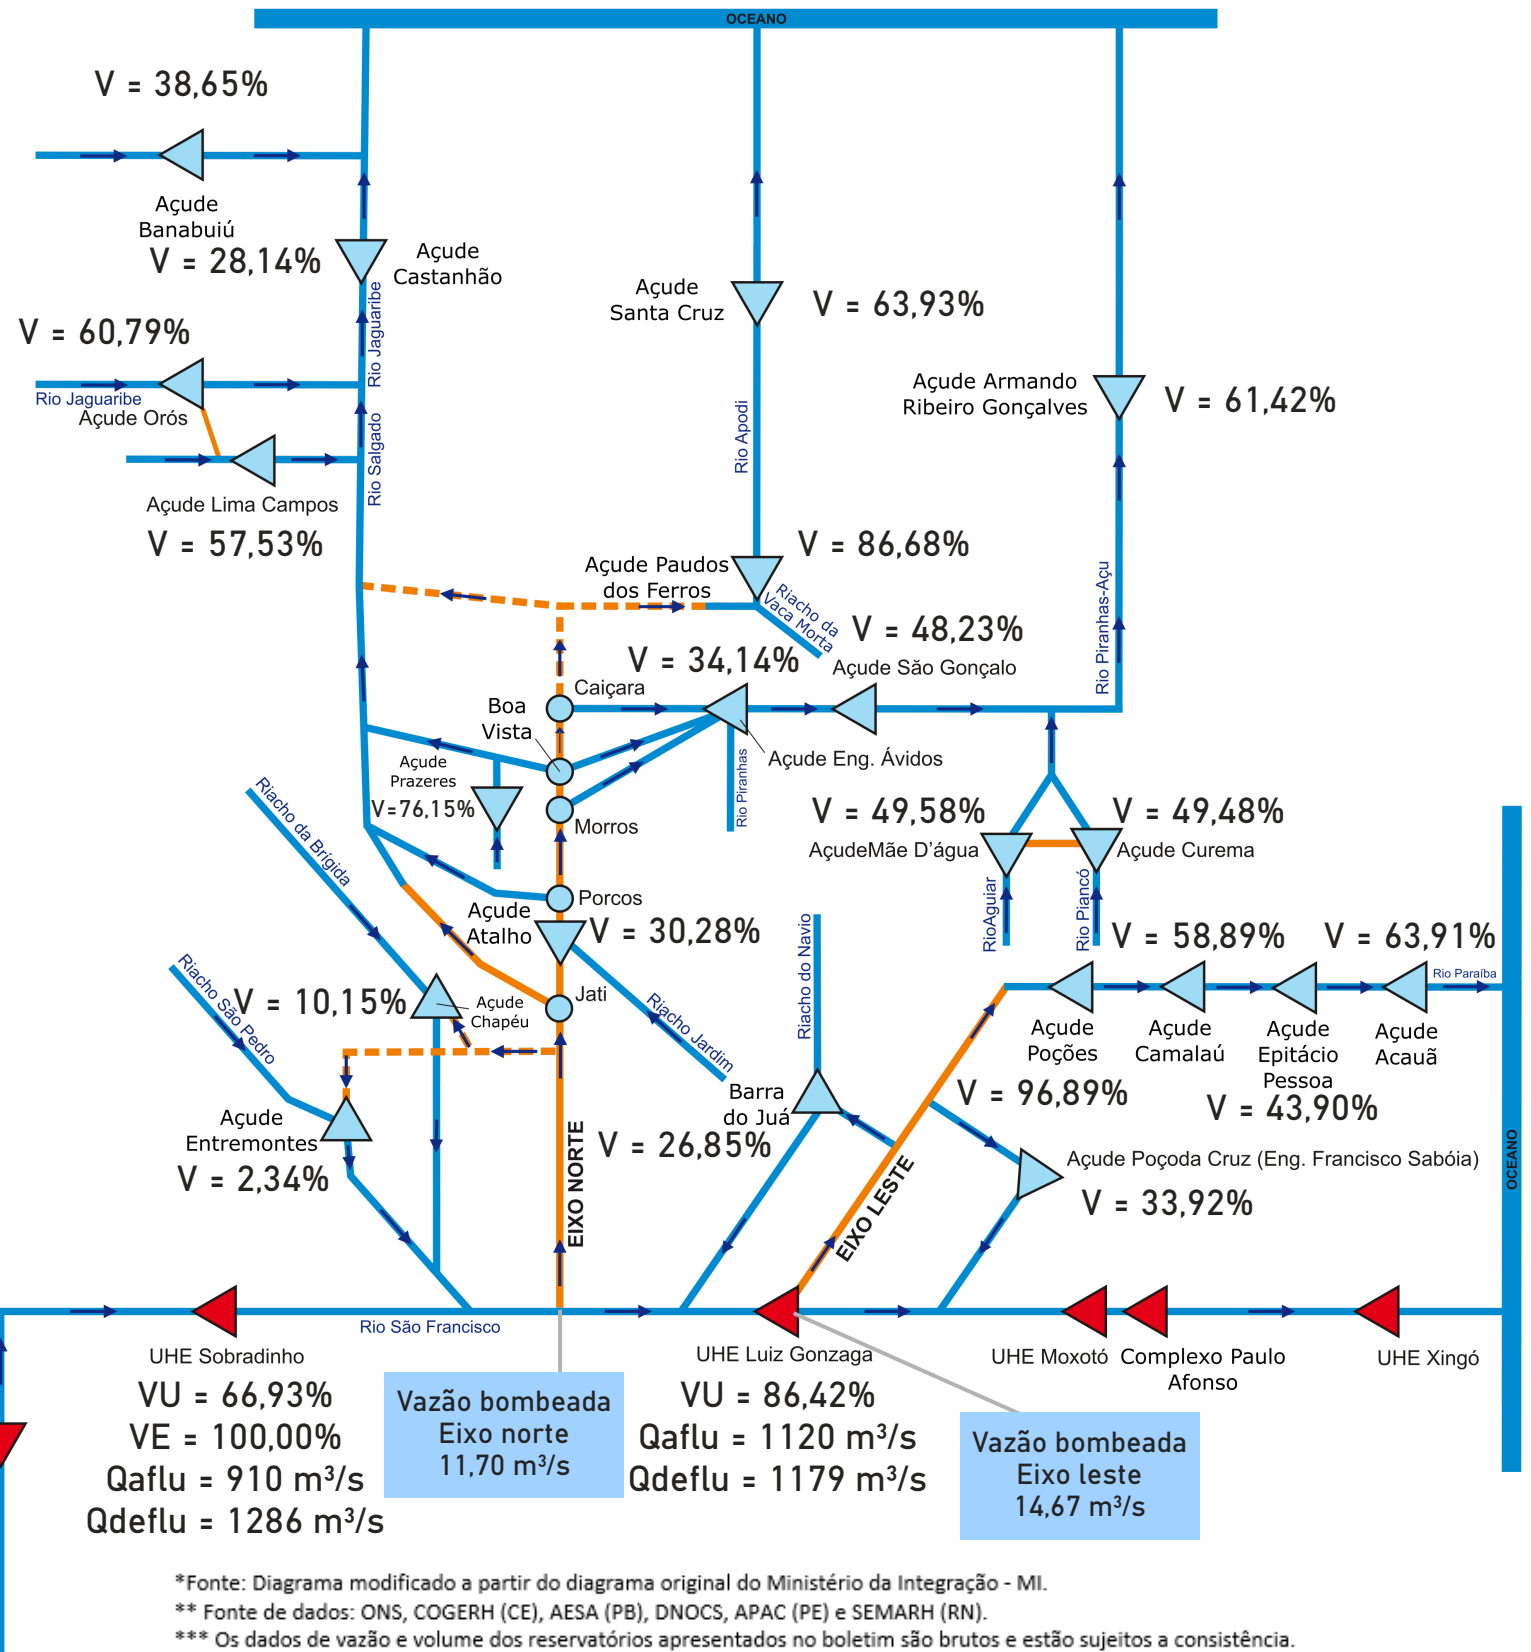 OCEANO
V = 38,65%
Açude
Banabuiú
V = 28,14%
Açude
Castanhão
Açude
Santa Cruz
V = 63,93%
V = 60,79%
Rio Jaguaribe
Rio Jaguaribe
Açude Orós
Açude Armando
Ribeiro Gonçalves
V = 61,42%
Rio Salgado
Rio Apodi
Açude Lima Campos
V = 57,53%
V = 86,68%
Açude Paudos
dos Ferros
Riacho da
Vaca Morta
Rio Piranhas-Açu
V = 48,23%
V = 34,14%
Açude São Gonçalo
Caiçara
Boa
Vista
Açude Eng. Ávidos
Rio Piranhas
Açude
Prazeres
V=76,15%
Morros
Riacho da Brígida
V = 49,58%
V = 49,48%
AçudeMãe D'água
Açude Curema
RioAguiar
Rio Piancó
Porcos
Açude
Atalho
V = 30,28%
Riacho do Navio
V = 58,89%
V = 63,91%
Rio Paraíba
Riacho São Pedro
V = 10,15%
Açude
Chapéu
Jati
Riacho Jardim
Açude
Poções
Açude
Camalaú
Açude
Epitácio
Pessoa
Açude
Acauã
V = 96,89%
V = 43,90%
Barra
do Juá
Açude
Entremontes
V = 2,34%
V = 26,85%
EIXO NORTE
EIXO LESTE
Açude Poçoda Cruz (Eng. Francisco Sabóia)
V = 33,92%
OCEANO
Rio São Francisco
UHE Sobradinho
VU = 66,93%
VE = 100,00%
Qaflu = 910 m³/s
Qdeflu = 1286 m³/s
Vazão bombeada
Eixo norte
11,70 m³/s
UHE Luiz Gonzaga
VU = 86,42%
Qaflu = 1120 m³/s
Qdeflu = 1179 m³/s
Vazão bombeada
Eixo leste
14,67 m³/s
UHE Moxotó
Complexo Paulo
Afonso
UHE Xingó
*Fonte: Diagrama modificado a partir do diagrama original do Ministério da Integração - MI.
** Fonte de dados: ONS, COGERH (CE), AESA (PB), DNOCS, APAC (PE) e SEMARH (RN).
*** Os dados de vazão e volume dos reservatórios apresentados no boletim são brutos e estão sujeitos a consistência.